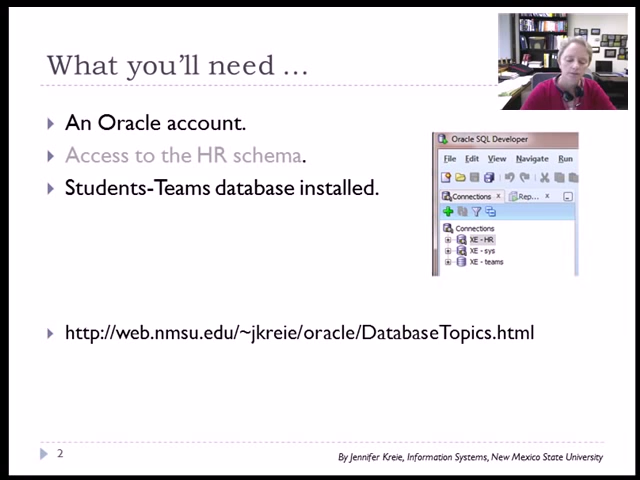 What you'll need …
An Oracle account.
Access to the HR schema.
Students-Teams database installed.
Oracle SQL Developer
File Edit View Navigate Run
Connections Rep...
Connections
XE - HR
XE - sys
XE - teams
http://web.nmsu.edu/~jkreie/oracle/DatabaseTopics.html
2
By Jennifer Kreie, Information Systems, New Mexico State University